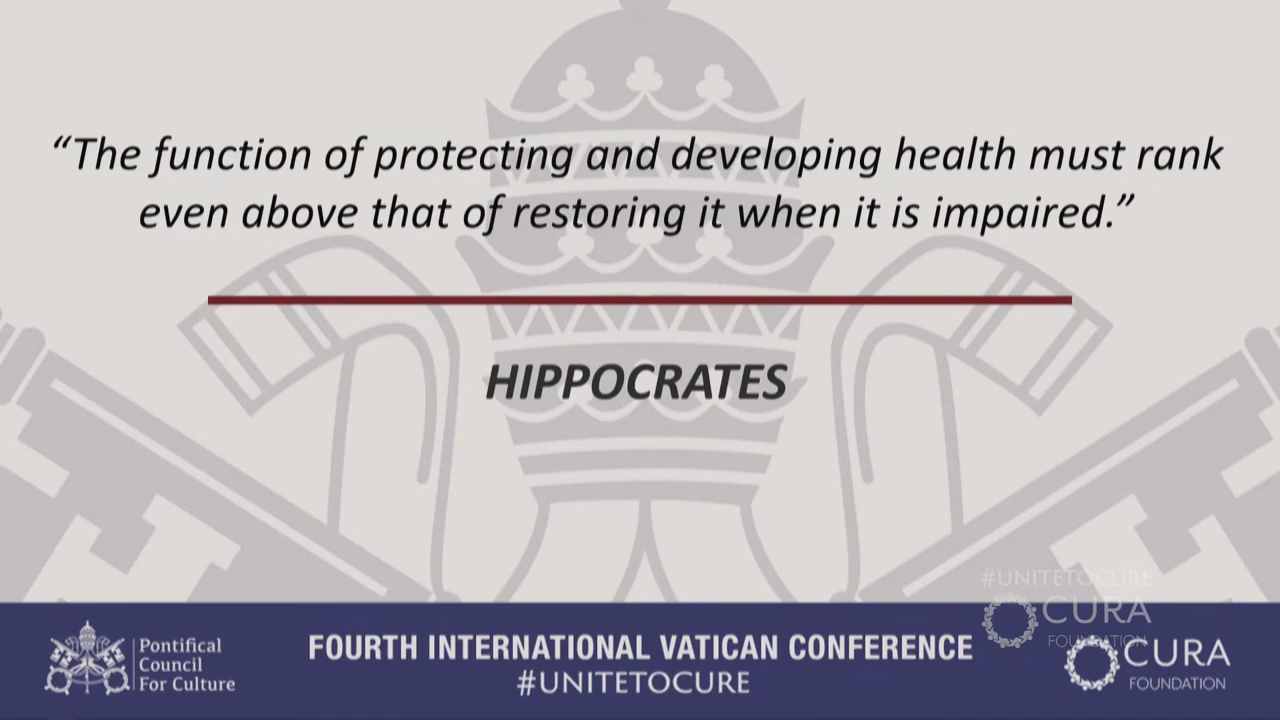 “The function of protecting and developing health must rank
even above that of restoring it when it is impaired.”
HIPPOCRATES
#UNITETOCURE
CURA
FOUNDATION
Pontifical
Council
For Culture
FOURTH INTERNATIONAL VATICAN CONFERENCE
#UNITETOCURE
CURA
FOUNDATION